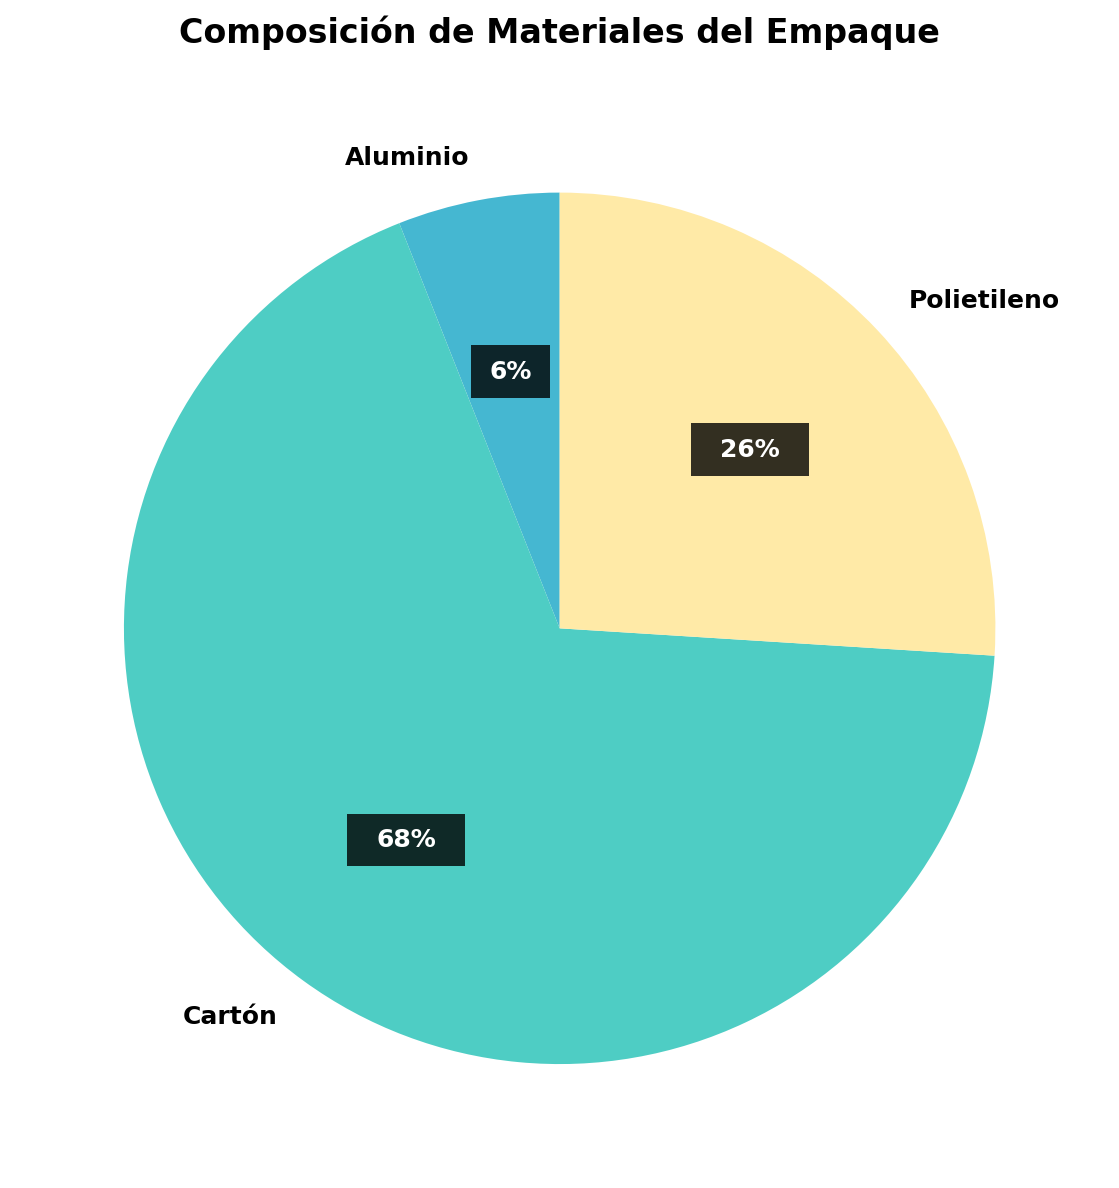 Composición de Materiales del Empaque
Aluminio
Polietileno
6%
26%
68%
Cartón